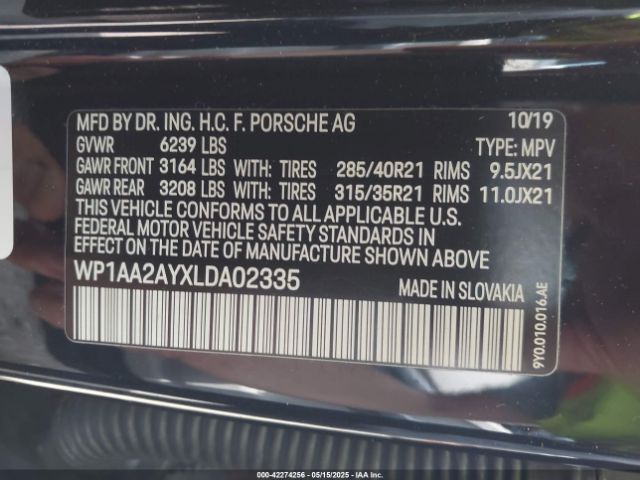 MFD BY DR. ING. H.C. F. PORSCHE AG 10/19
GVWR 6239 LBS TYPE: MPV
GAWR FRONT 3164 LBS WITH: TIRES 285/40R21 RIMS 9.5JX21
GAWR REAR 3208 LBS WITH: TIRES 315/35R21 RIMS 11.0JX21
THIS VEHICLE CONFORMS TO ALL APPLICABLE U.S.
FEDERAL MOTOR VEHICLE SAFETY STANDARDS IN
EFFECT ON THE DATE OF MANUFACTURE SHOWN ABOVE
WP1AA2AYXLDA02335 MADE IN SLOVAKIA
9Y0.010.016.AE
000-42274256 - 05/15/2025 - IAAI.COM